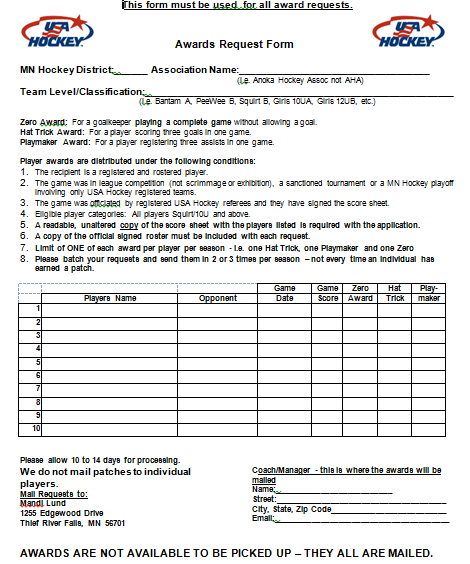 This form must be used for all award requests.
USA HOCKEY
USA HOCKEY
Awards Request Form
MN Hockey District:______ Association Name:______
(i.e. Anoka Hockey Assoc not AHA)
Team Level/Classification:______
(i.e. Bantam A, PeeWee B, Squirt B, Girls 10UA, Girls 12UB, etc.)
Zero Award: For a goalkeeper playing a complete game without allowing a goal.
Hat Trick Award: For a player scoring three goals in one game.
Playmaker Award: For a player registering three assists in one game.
Player awards are distributed under the following conditions:
1. The recipient is a registered and rostered player.
2. The game was in league competition (not scrimmage or exhibition), a sanctioned tournament or a MN Hockey playoff
involving only USA Hockey registered teams.
3. The game was officiated by registered USA Hockey referees and they have signed the score sheet.
4. Eligible player categories: All players Squirt/10U and above.
5. A readable, unaltered copy of the score sheet with the players listed is required with the application.
6. A copy of the official signed roster must be included with each request.
7. Limit of ONE of each award per player per season - i.e. one Hat Trick, one Playmaker and one Zero
8. Please batch your requests and send them in 2 or 3 times per season – not every time an individual has
earned a patch.
Players Name Opponent Game Date Game Score Zero Award Hat Trick Play-maker
1
2
3
4
5
6
7
8
9
10
Please allow 10 to 14 days for processing.
We do not mail patches to individual
players.
Mail Requests to:
Mandi Lund
1255 Edgewood Drive
Thief River Falls, MN 56701
Coach/Manager - this is where the awards will be
mailed
Name:______
Street:______
City, State, Zip Code______
Email:______
AWARDS ARE NOT AVAILABLE TO BE PICKED UP – THEY ALL ARE MAILED.